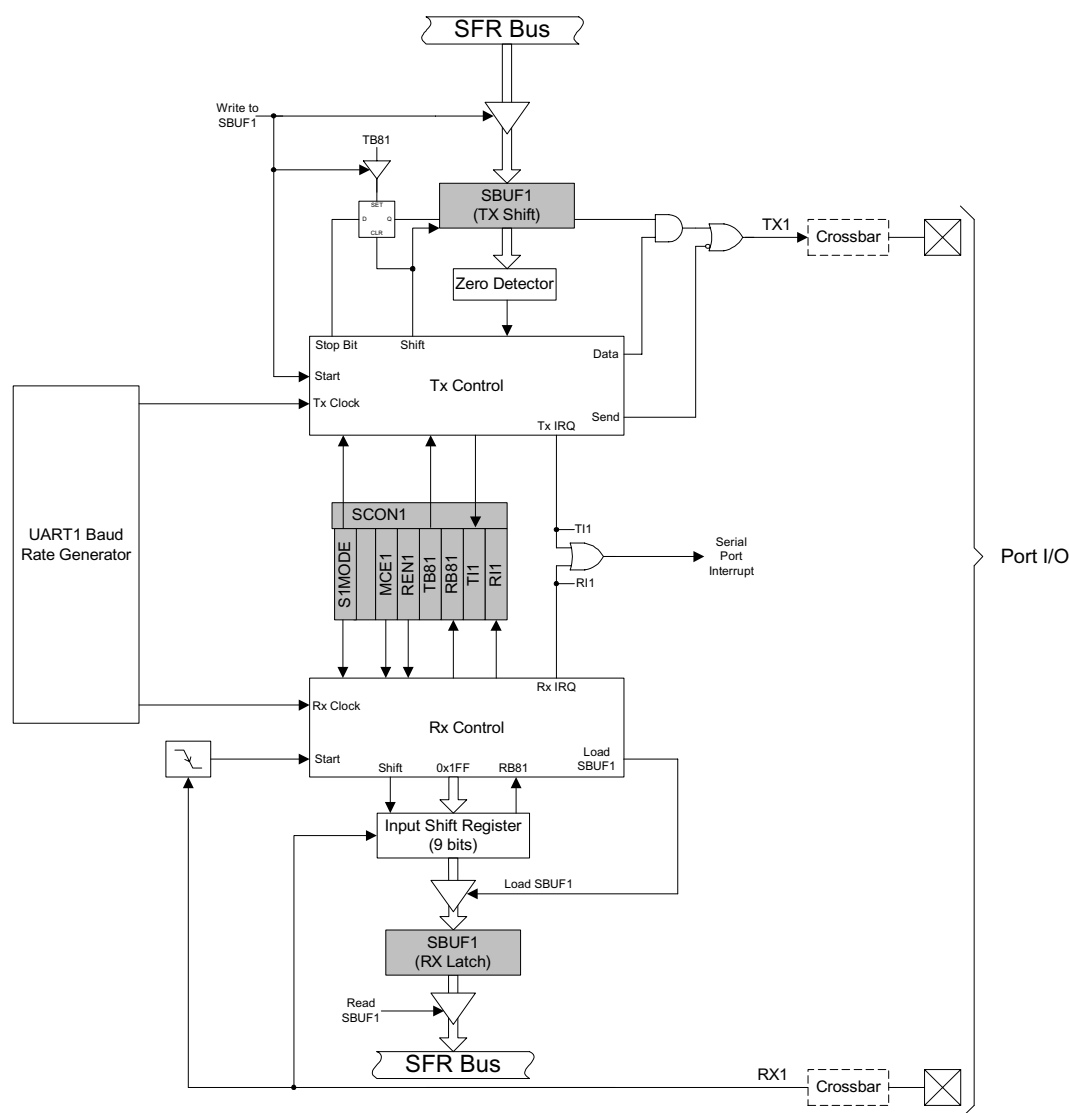 SFR Bus
Write to
SBUF1
TB81
SET
D
Q
CLR
SBUF1
(TX Shift)
TX1
Crossbar
Zero Detector
Stop Bit
Shift
Data
Start
Tx Control
Tx Clock
Send
Tx IRQ
UART1 Baud
Rate Generator
SCON1
S1MODE
MCE1
REN1
TB81
RB81
TI1
RI1
TI1
RI1
Serial
Port
Interrupt
Port I/O
Rx IRQ
Rx Clock
Rx Control
Start
Load
SBUF1
Shift
0x1FF
RB81
Input Shift Register
(9 bits)
Load SBUF1
SBUF1
(RX Latch)
Read
SBUF1
SFR Bus
RX1
Crossbar